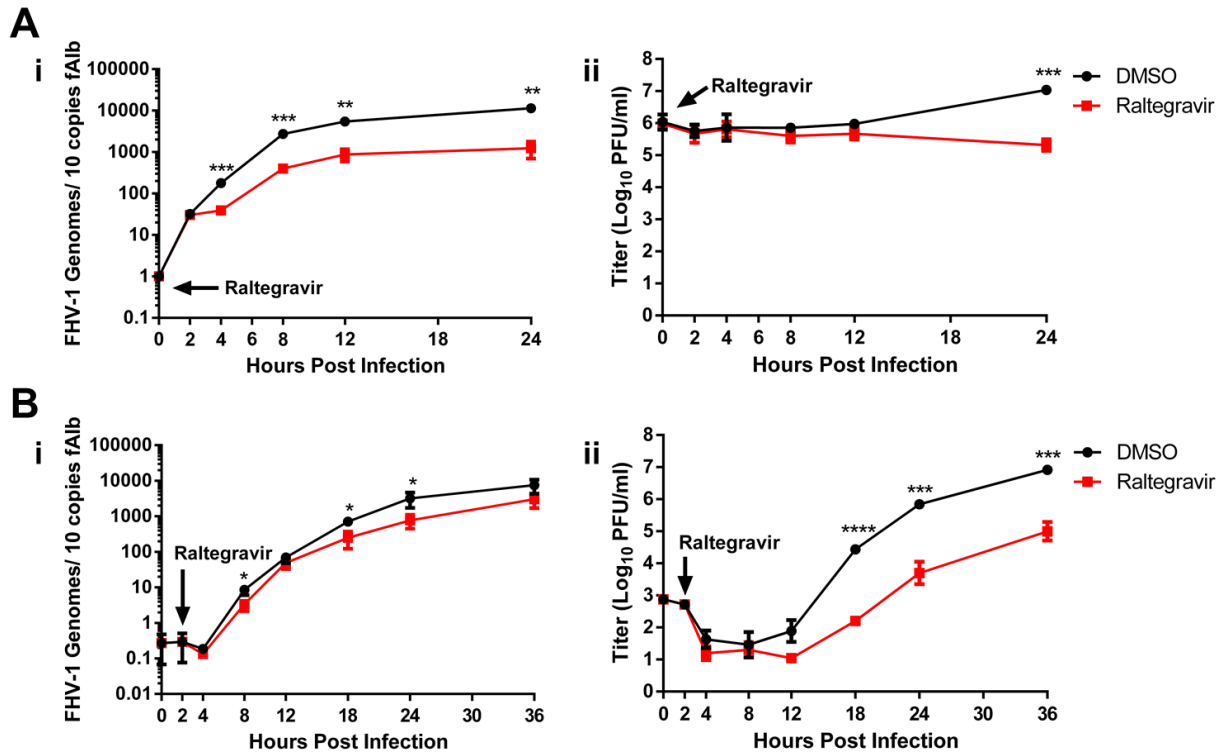 A
i
FHV-1 Genomes/ 10 copies fAlb
100000
10000
1000
100
10
1
0.1
***
***
**
**
Raltegravir
0 2 4 8 12 18 24
Hours Post Infection
ii
Titer (Log10 PFU/ml)
8
7
6
5
4
3
2
1
0
Raltegravir
***
0 2 4 8 12 18 24
Hours Post Infection
DMSO
Raltegravir
B
i
FHV-1 Genomes/ 10 copies fAlb
100000
10000
1000
100
10
1
0.1
0.01
Raltegravir
*
*
*
0 2 4 8 12 18 24 30 36
Hours Post Infection
ii
Titer (Log10 PFU/ml)
8
7
6
5
4
3
2
1
0
Raltegravir
****
***
***
0 2 4 8 12 18 24 30 36
Hours Post Infection
DMSO
Raltegravir